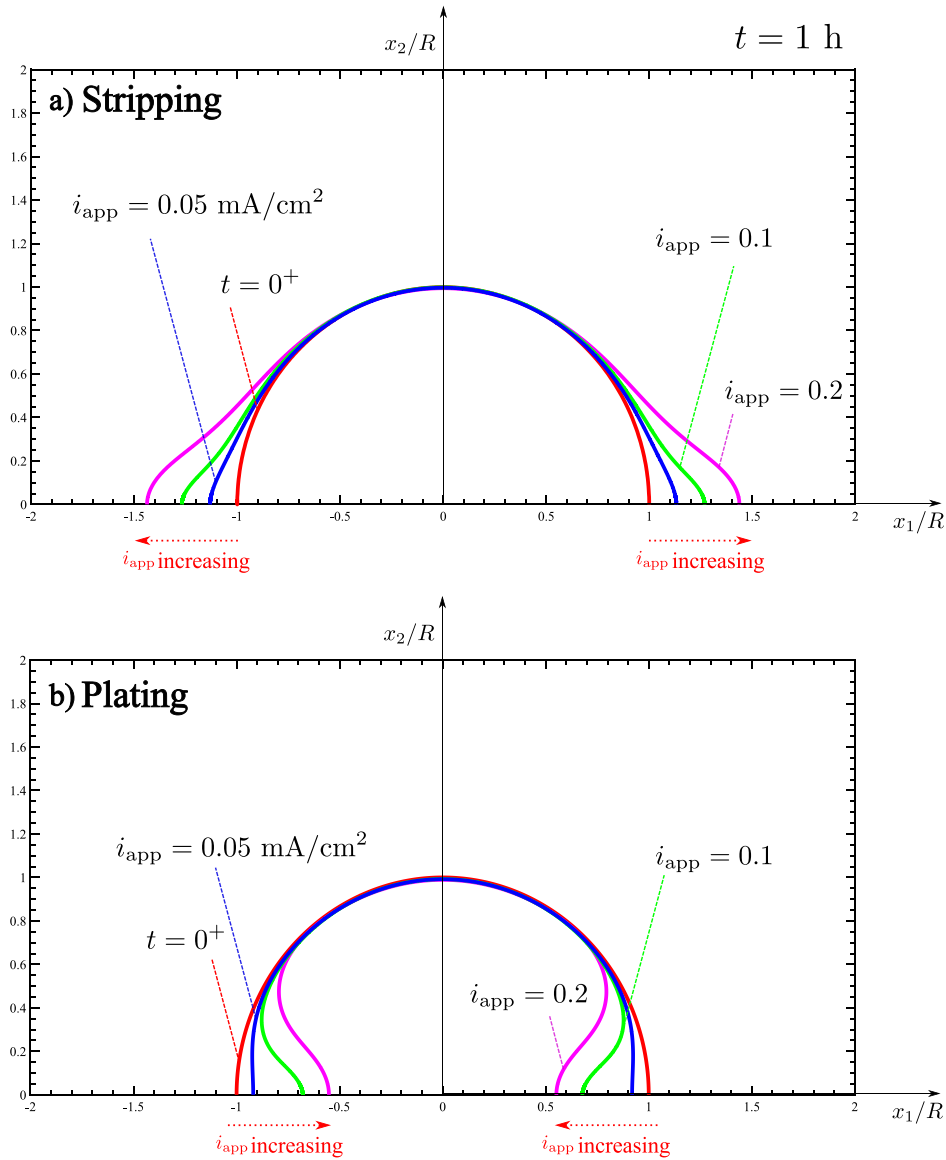 x₂/R
t = 1 h
a) Stripping
i_app = 0.05 mA/cm²
t = 0⁺
i_app = 0.1
i_app = 0.2
2
1.8
1.6
1.4
1.2
1
0.8
0.6
0.4
0.2
0
-2 -1.5 -1 -0.5 0 0.5 1 1.5 2
x₁/R
i_app increasing i_app increasing
x₂/R
b) Plating
i_app = 0.05 mA/cm²
i_app = 0.1
t = 0⁺
i_app = 0.2
2
1.8
1.6
1.4
1.2
1
0.8
0.6
0.4
0.2
0
-2 -1.5 -1 -0.5 0 0.5 1 1.5 2
x₁/R
i_app increasing i_app increasing